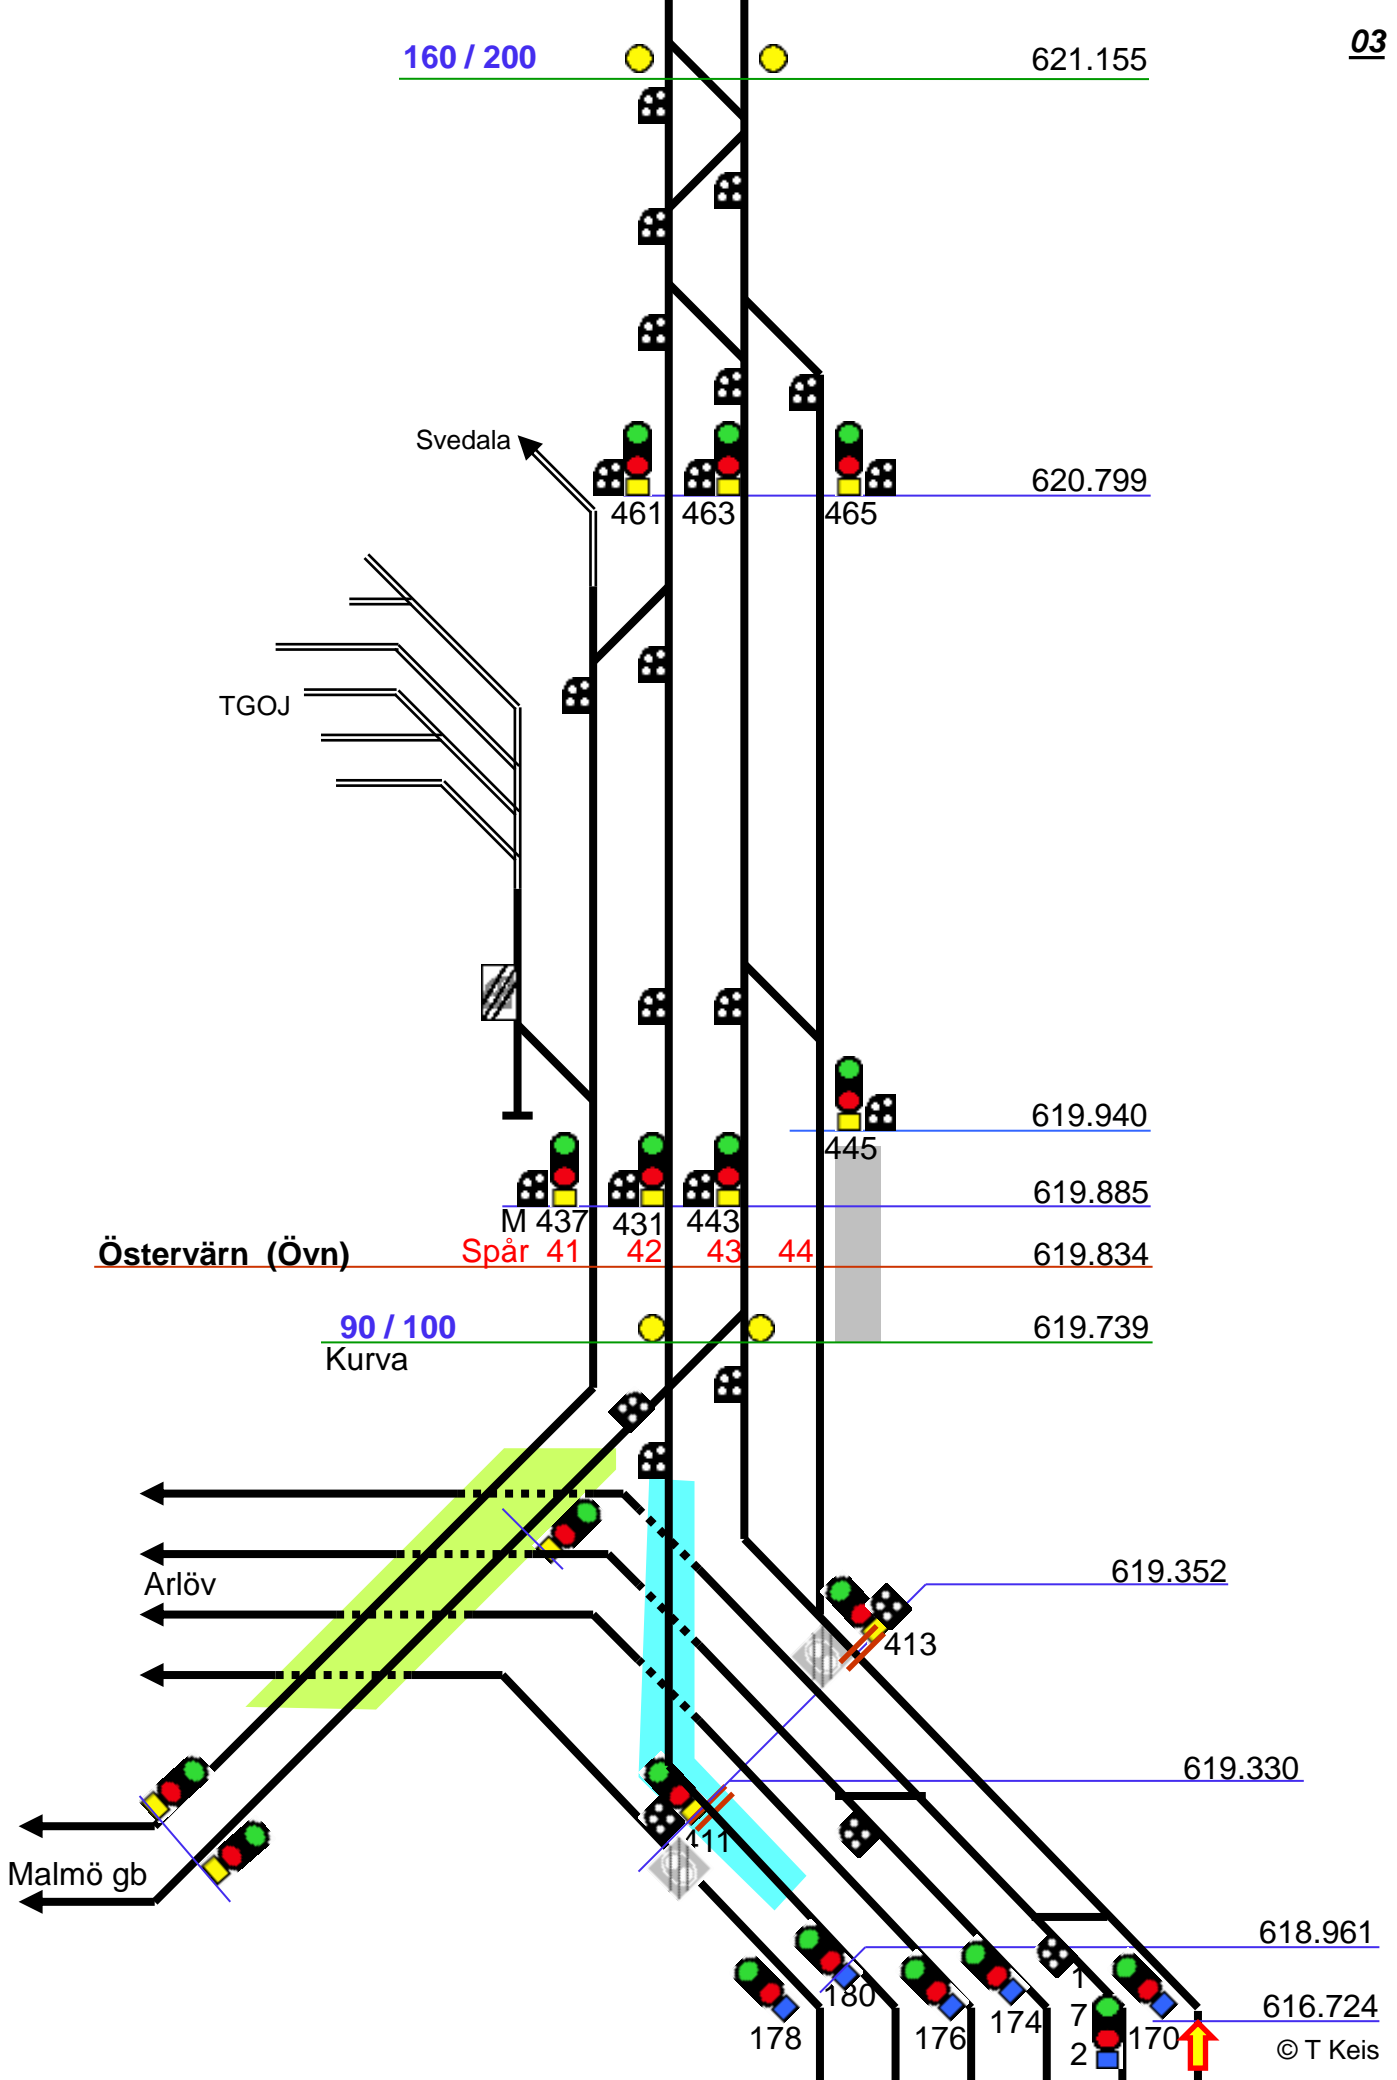 03
160 / 200
621.155
Svedala
620.799
461 463 465
TGOJ
619.940
445
619.885
M 437 431 443
Östervärn (Övn)
Spår 41 42 43 44
619.834
90 / 100
619.739
Kurva
619.352
Arlöv
413
619.330
411
Malmö gb
618.961
180
1
7
2
616.724
178 176 174 170
© T Keis